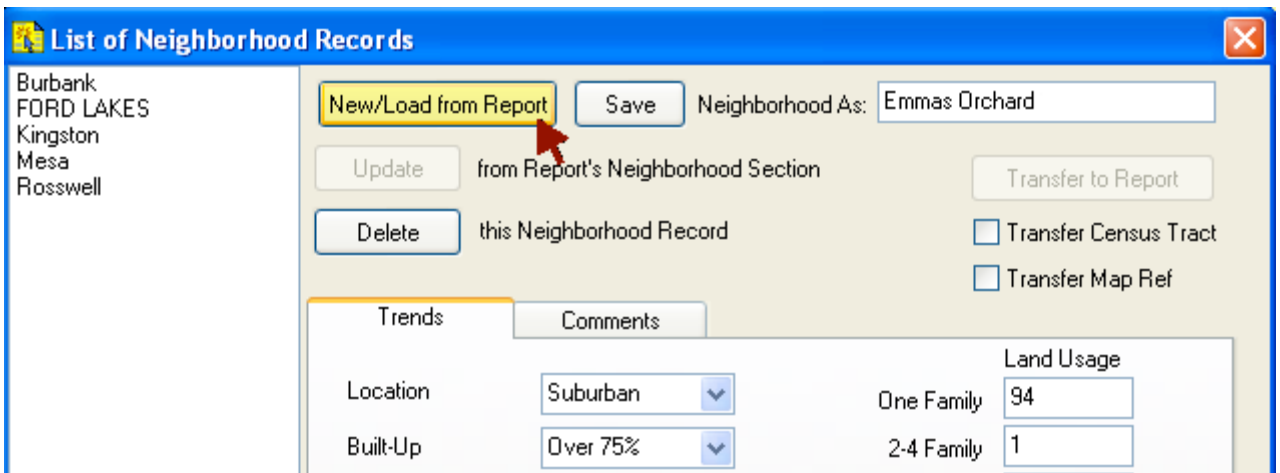 List of Neighborhood Records
Burbank
FORD LAKES
Kingston
Mesa
Rosswell
New/Load from Report Save Neighborhood As: Emmas Orchard
Update from Report's Neighborhood Section Transfer to Report
Delete this Neighborhood Record Transfer Census Tract
Transfer Map Ref
Trends Comments
Land Usage
Location Suburban One Family 94
Built-Up Over 75% 2-4 Family 1